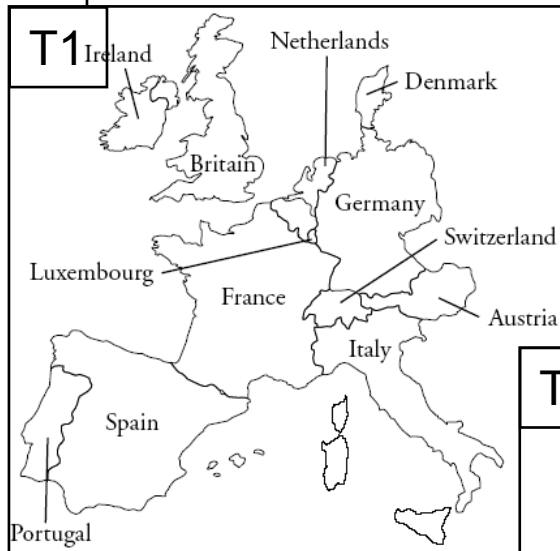 T1
Ireland
Netherlands
Denmark
Britain
Germany
Switzerland
Luxembourg
France
Austria
Italy
T
Spain
Portugal